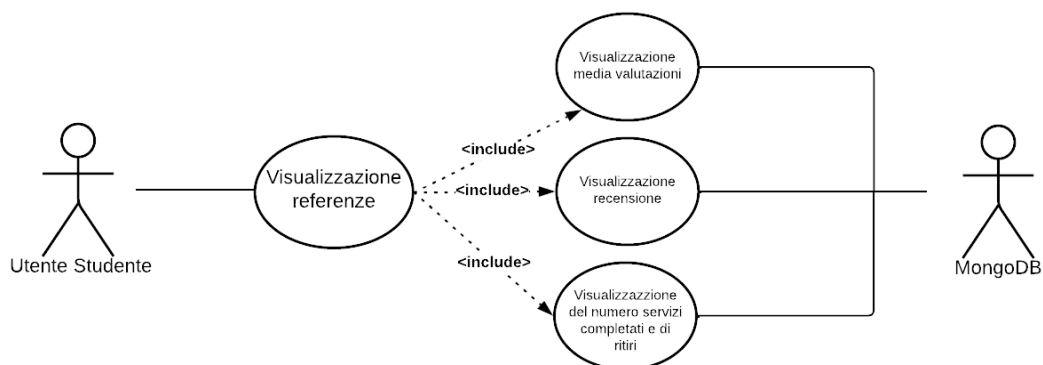 Visualizzazione
media valutazioni
<include>
Visualizzazione
referenze
<include>
Visualizzazione
recensione
<include>
Utente Studente
MongoDB
Visualizzazzione
del numero servizi
completati e di
ritiri